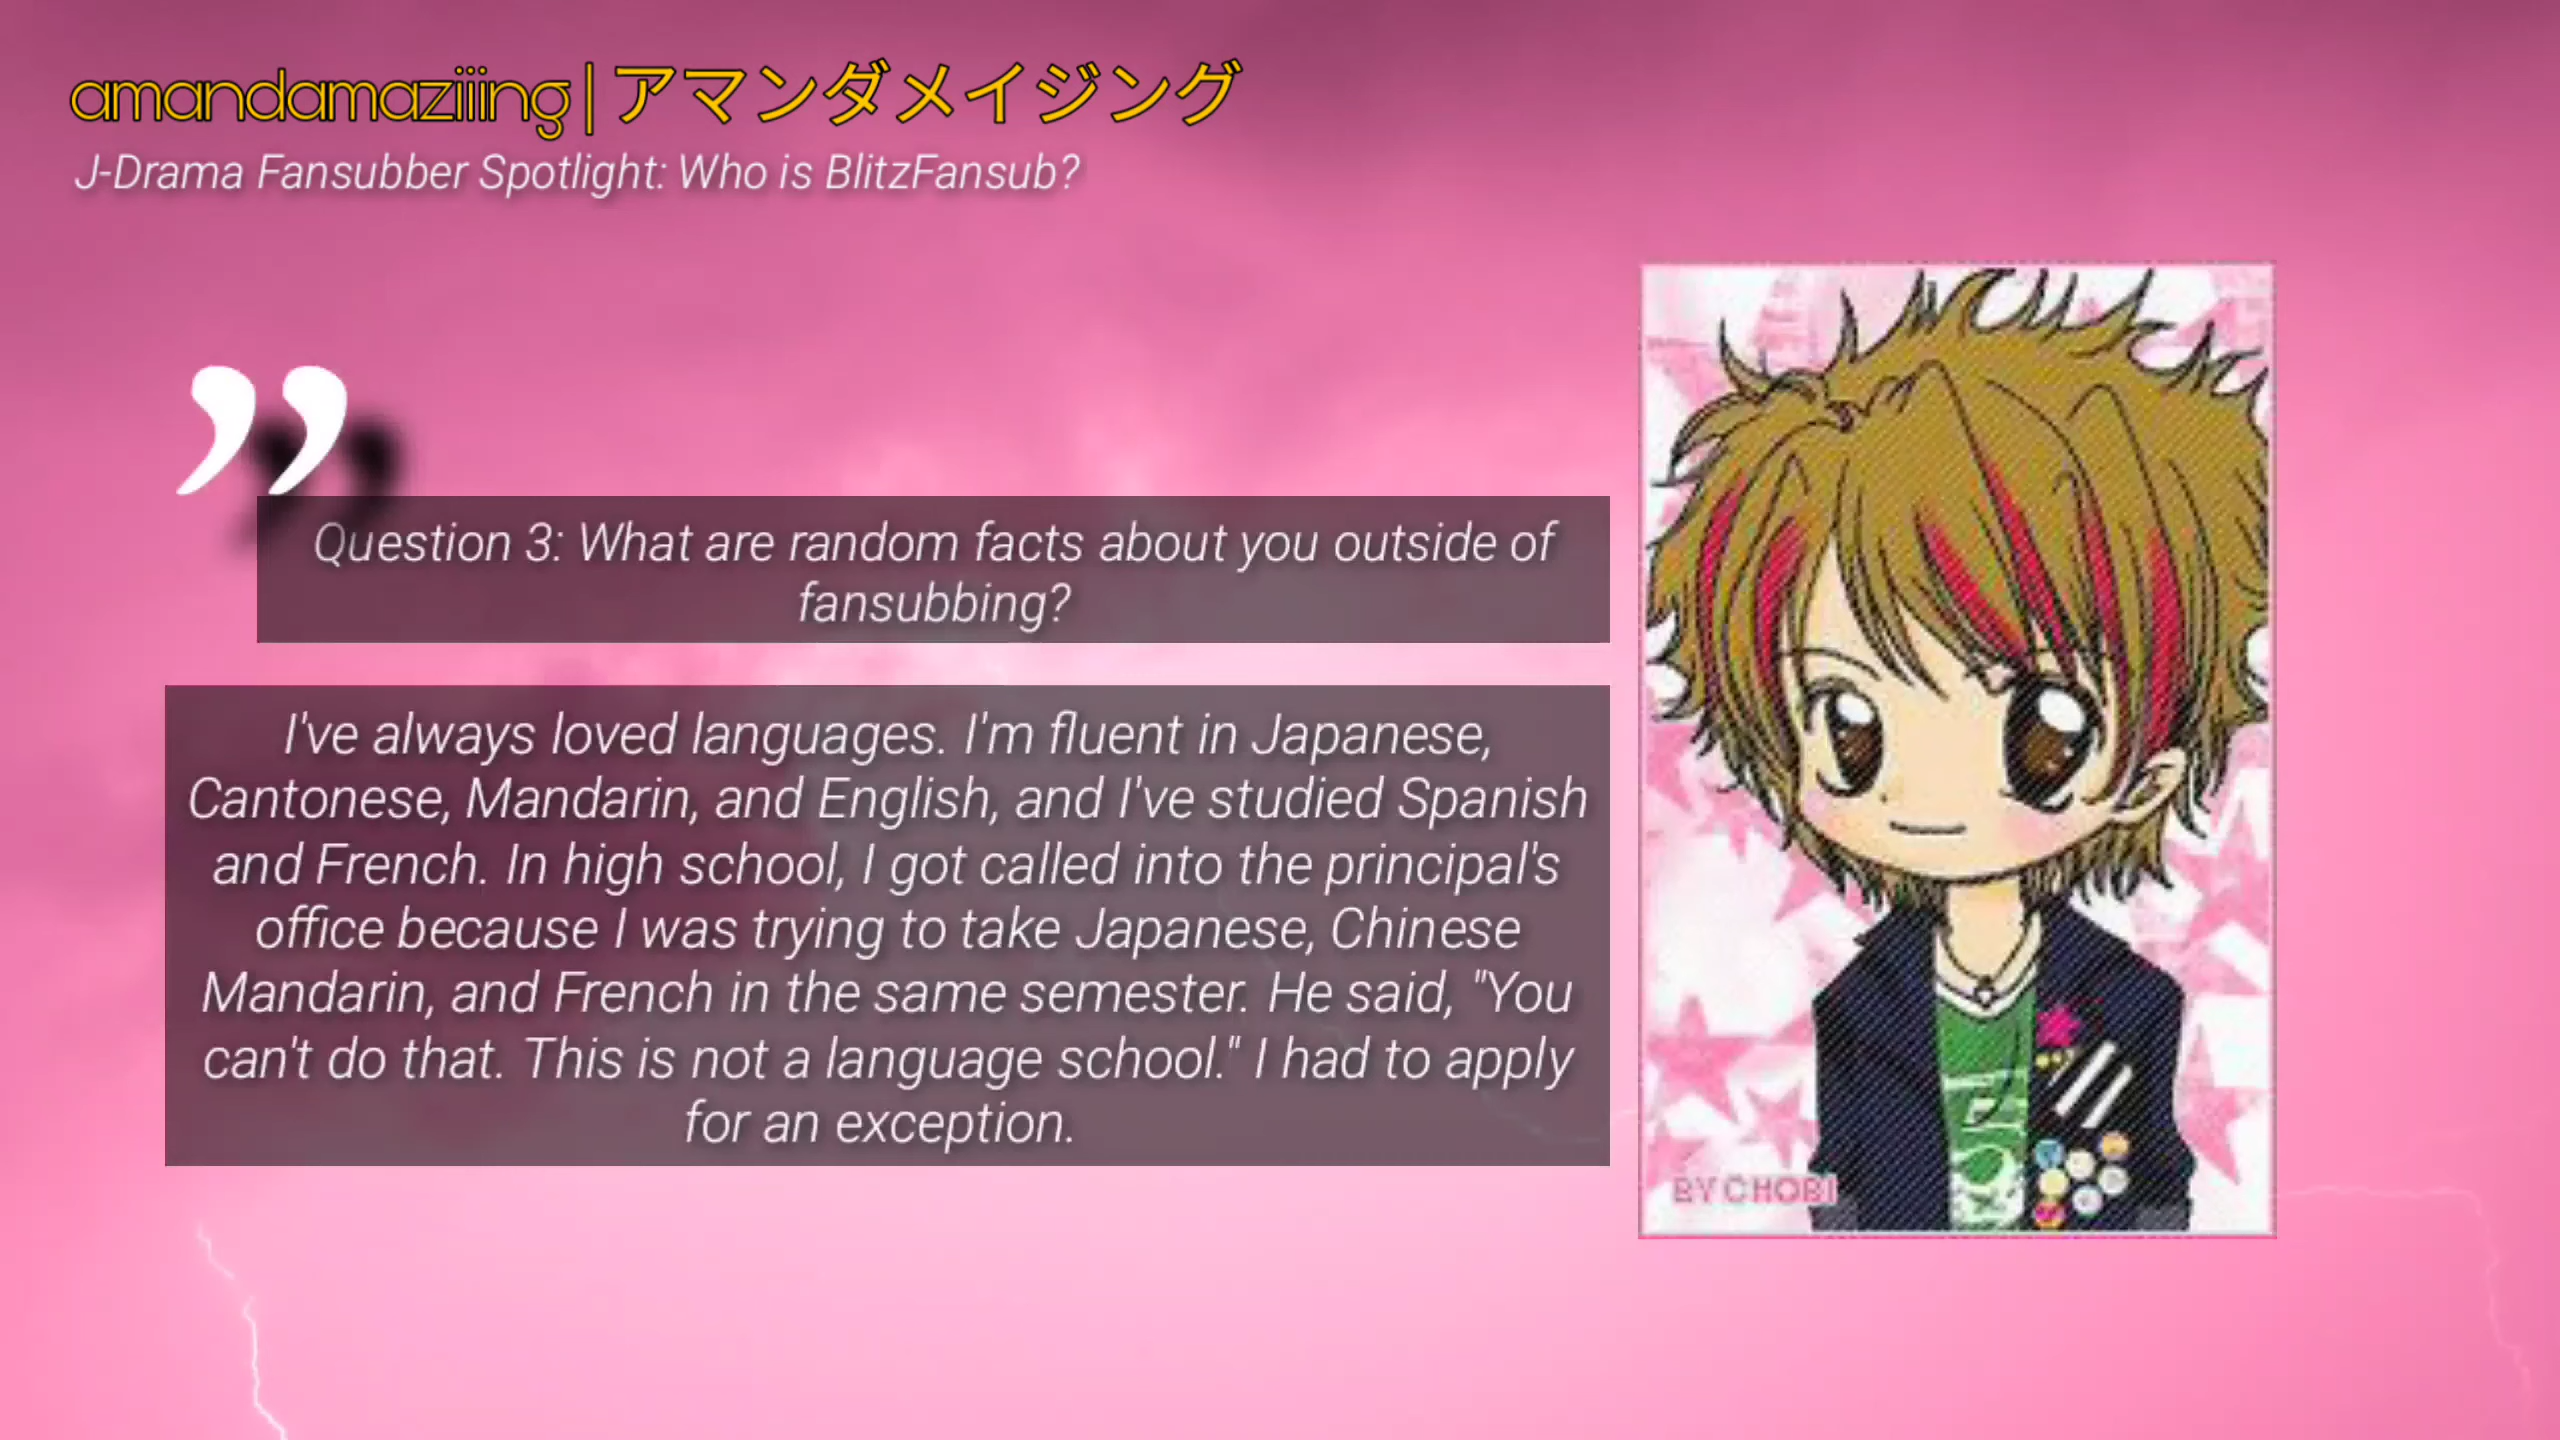 amandamaziiing | アマンダメイジング
J-Drama Fansubber Spotlight: Who is BlitzFansub?
”
Question 3: What are random facts about you outside of
fansubbing?
I've always loved languages. I'm fluent in Japanese,
Cantonese, Mandarin, and English, and I've studied Spanish
and French. In high school, I got called into the principal's
office because I was trying to take Japanese, Chinese
Mandarin, and French in the same semester. He said, "You
can't do that. This is not a language school." I had to apply
for an exception.
BY CHOBI